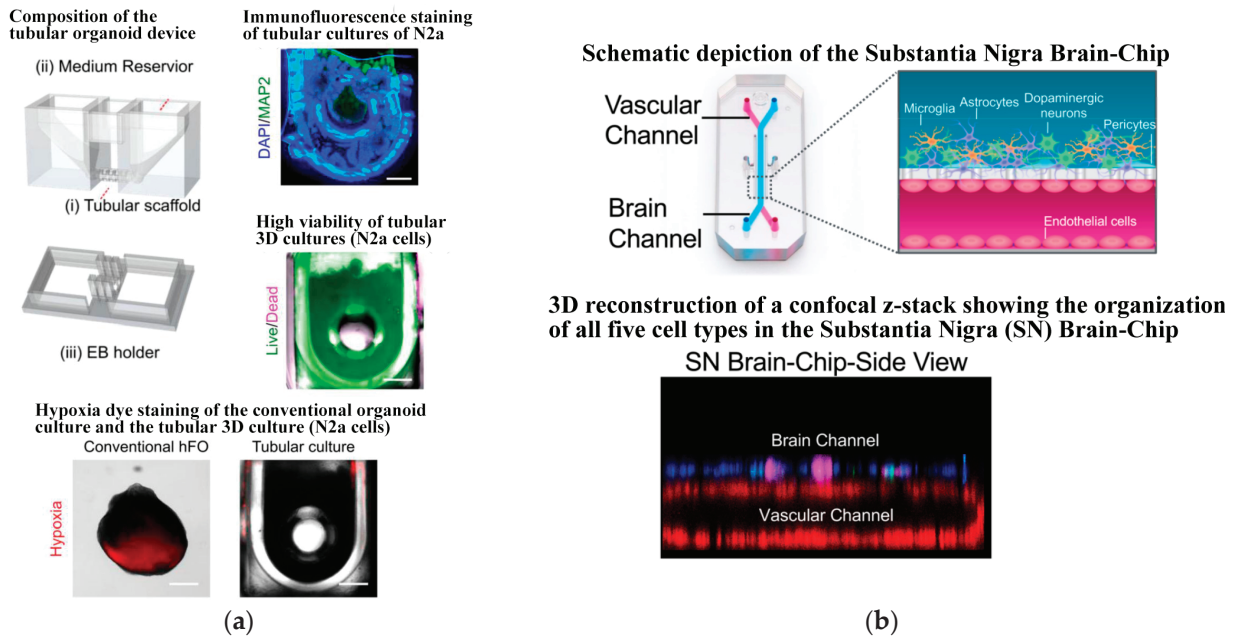 Composition of the
tubular organoid device
(ii) Medium Reservior
(i) Tubular scaffold
(iii) EB holder
Immunofluorescence staining
of tubular cultures of N2a
DAPI/MAP2
High viability of tubular
3D cultures (N2a cells)
Live/Dead
Hypoxia dye staining of the conventional organoid
culture and the tubular 3D culture (N2a cells)
Conventional hFO
Tubular culture
Hypoxia
(a)
Schematic depiction of the Substantia Nigra Brain-Chip
Vascular
Channel
Brain
Channel
Microglia
Astrocytes
Dopaminergic
neurons
Pericytes
Endothelial cells
3D reconstruction of a confocal z-stack showing the organization
of all five cell types in the Substantia Nigra (SN) Brain-Chip
SN Brain-Chip-Side View
Brain Channel
Vascular Channel
(b)